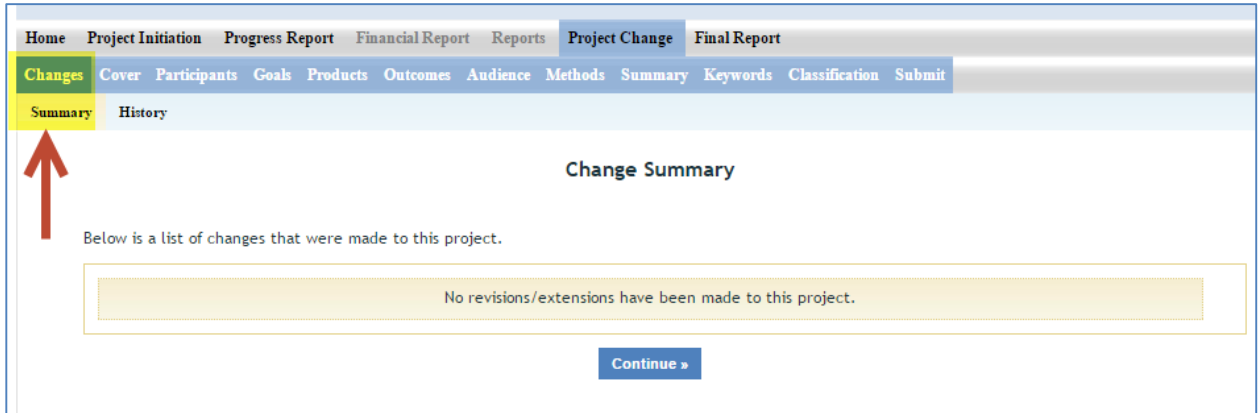 Home Project Initiation Progress Report Financial Report Reports Project Change Final Report
Changes Cover Participants Goals Products Outcomes Audience Methods Summary Keywords Classification Submit
Summary History
Change Summary
Below is a list of changes that were made to this project.
No revisions/extensions have been made to this project.
Continue »